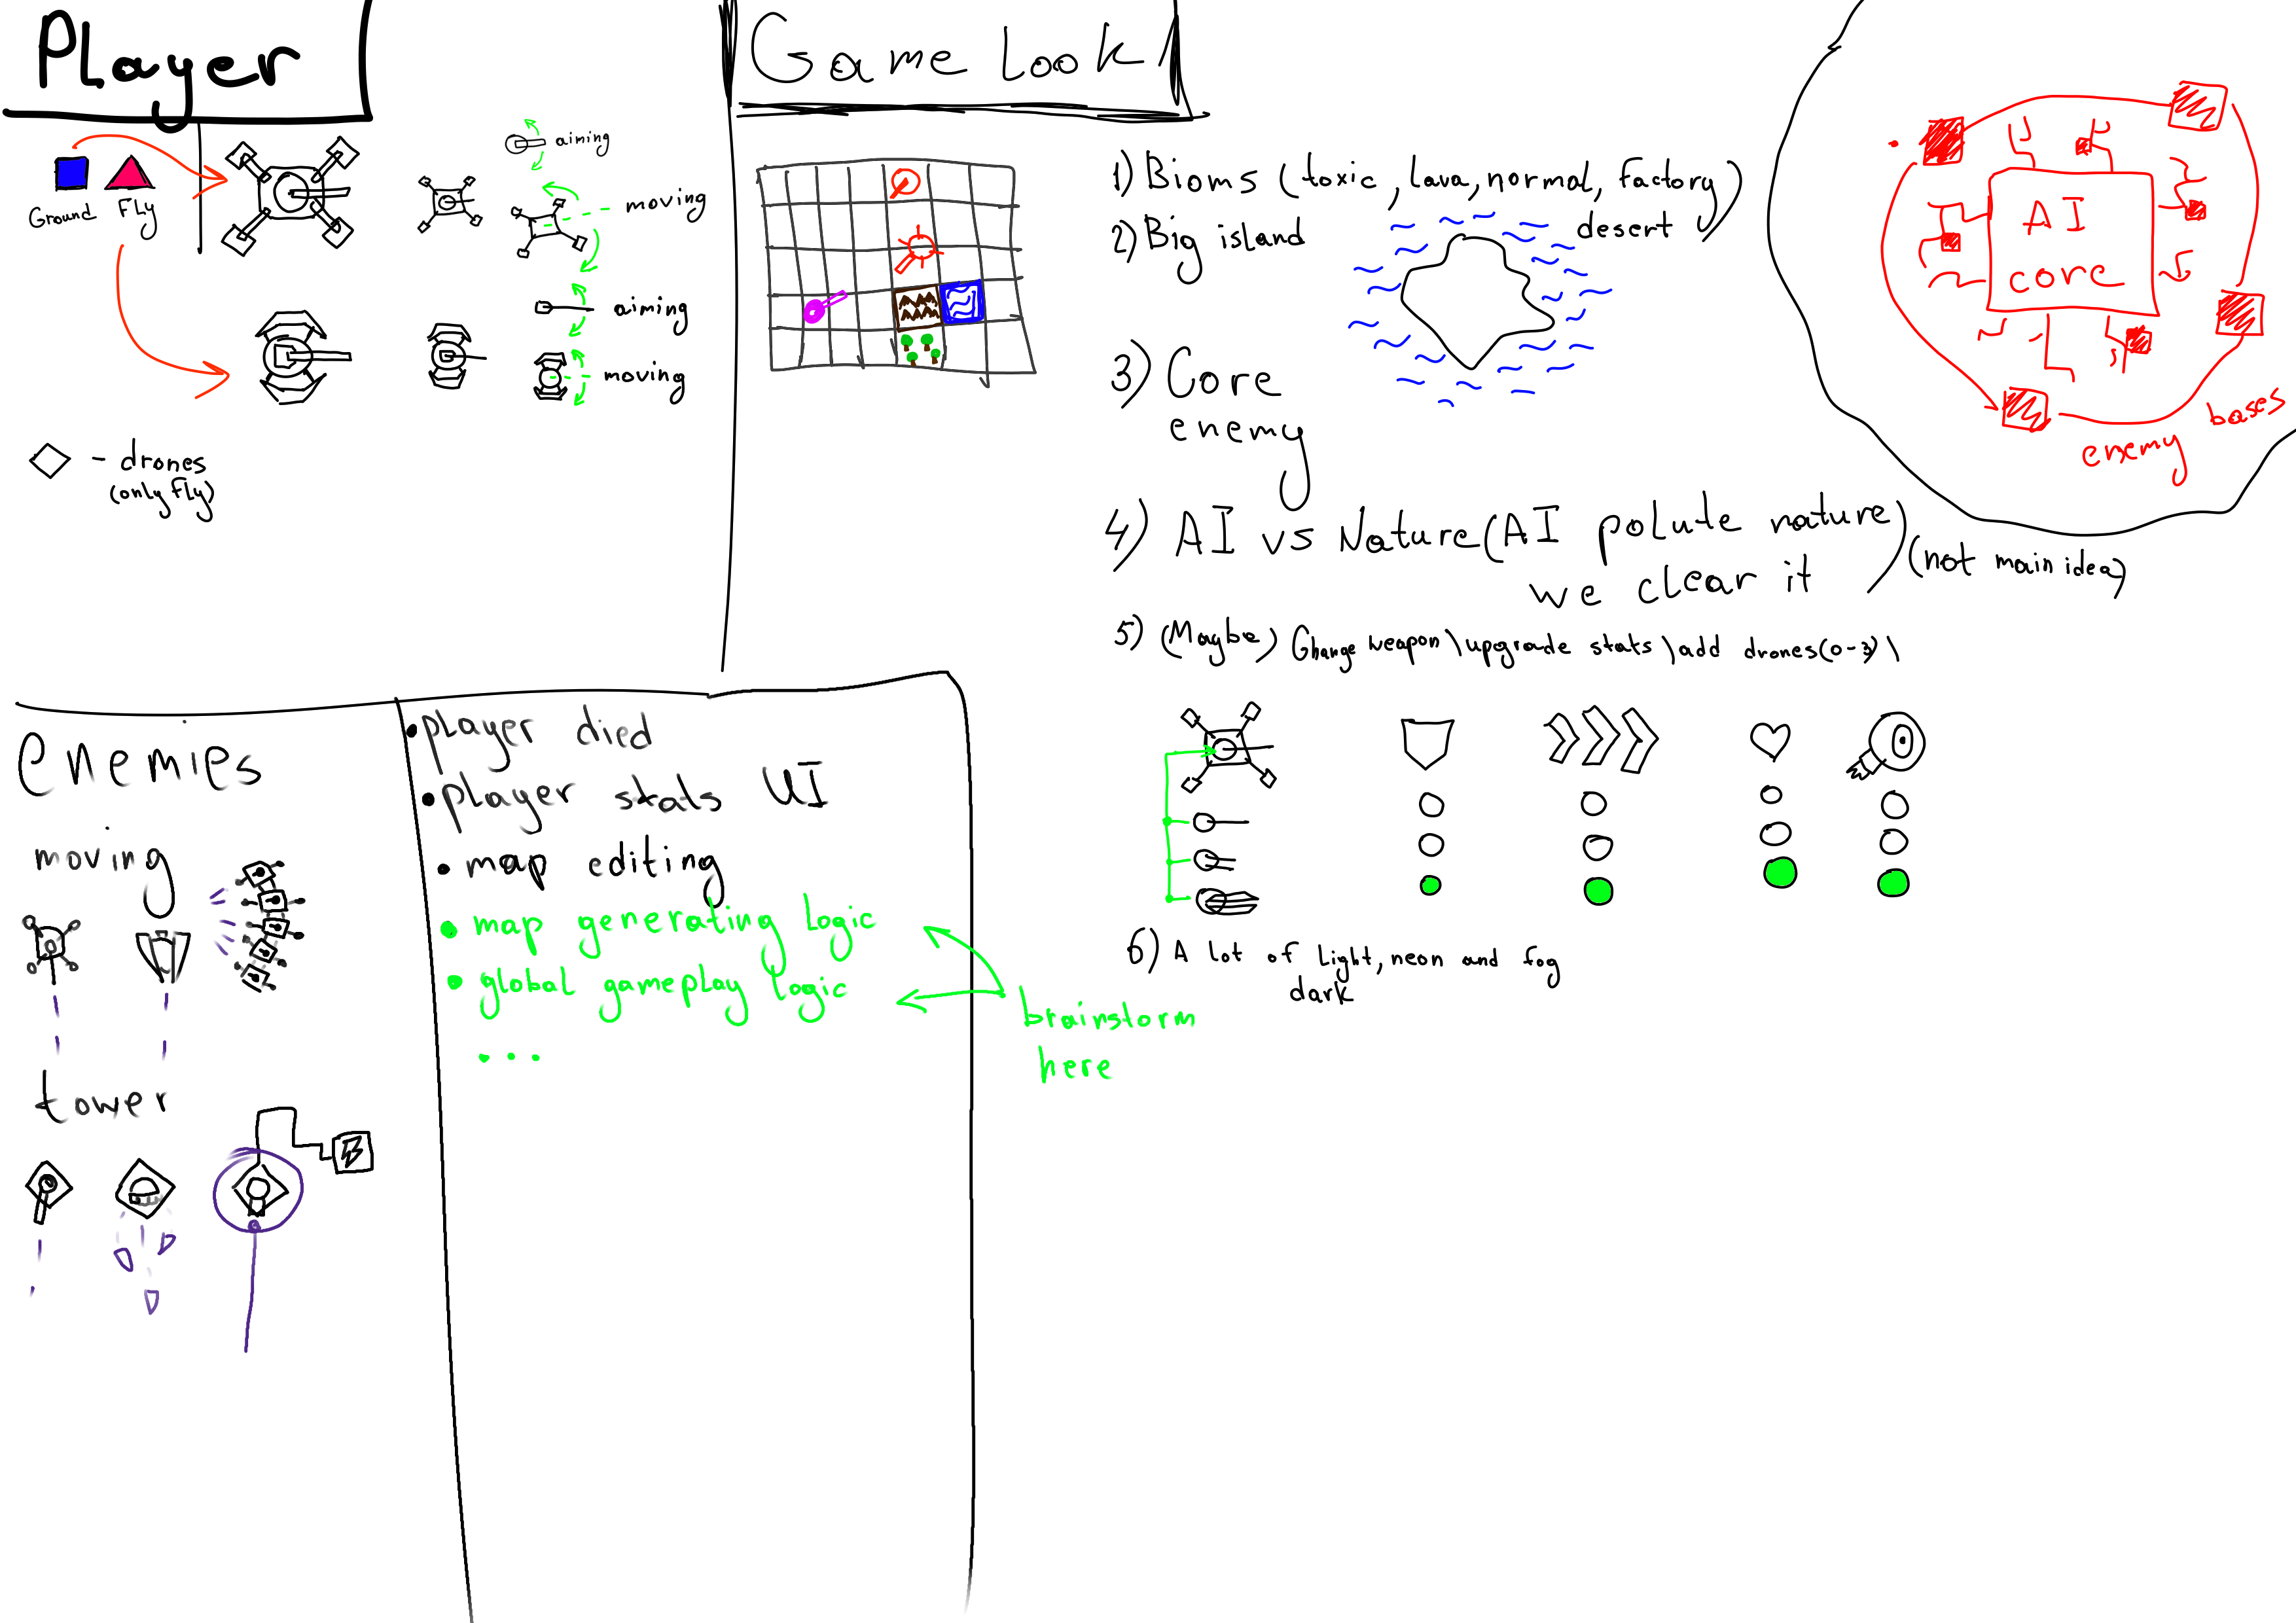 PLayer
Ground
FLy
aiming
moving
aiming
moving
- drones
(only fly)
Game Look
1) Bioms (toxic, lava, normal, factory)
desert
2) Big island
3) Core
enemy
AI
core
enemy bases
4) AI vs Nature (AI polute nature)
we clear it
(not main idea)
5) (Maybe) Change weapon \ upgrade stats \ add drones (0-3) \
6) A lot of light, neon and fog
dark
enemies
moving
tower
• player died
• player stats UI
• map editing
• map generating logic
• global gameplay logic
...
brainstorm
here